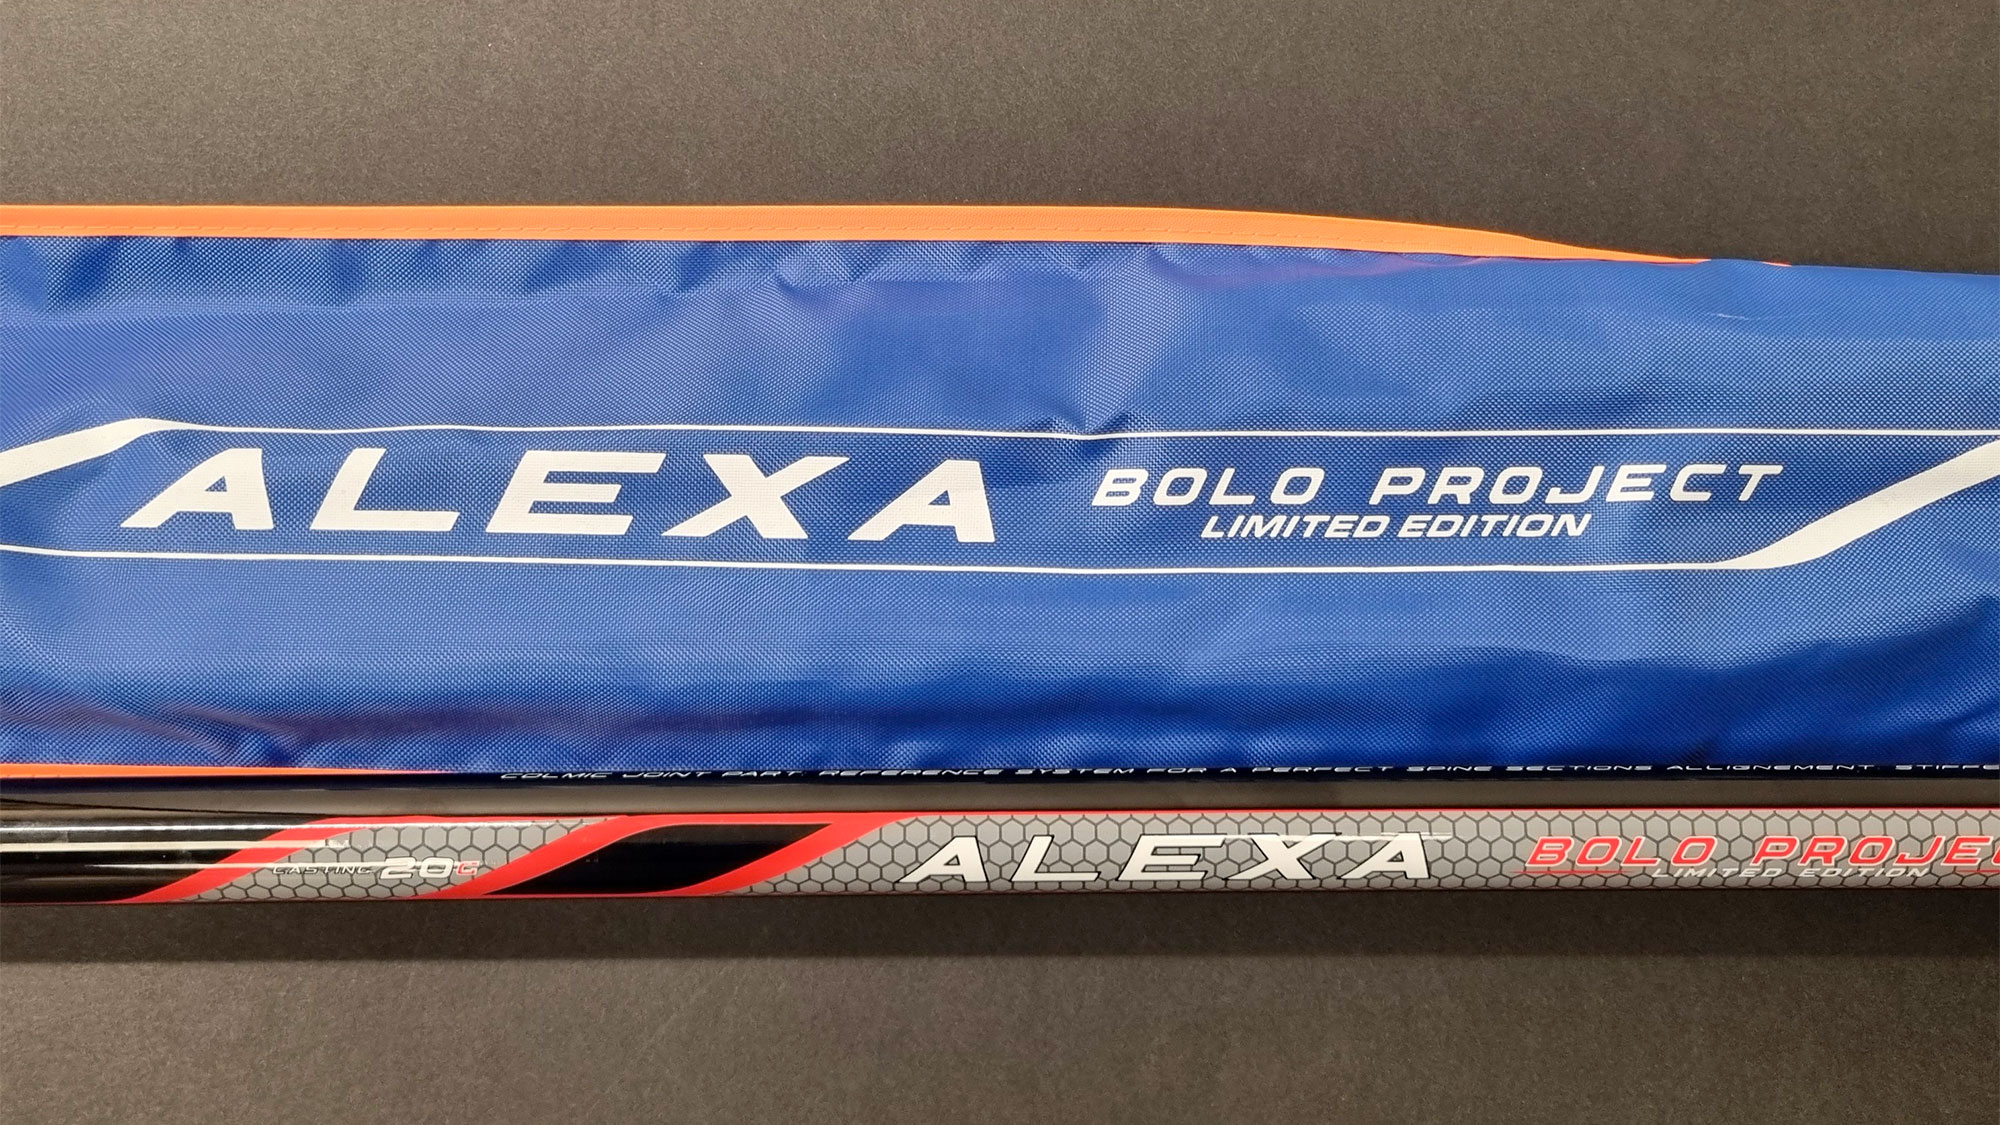 ALEXA BOLO PROJECT
LIMITED EDITION
COLMIC JOINT PART. REFERENCE SYSTEM FOR A PERFECT SPINE SECTIONS ALLIGNEMENT
CASTING 20G
ALEXA BOLO
LIMITED EDITION